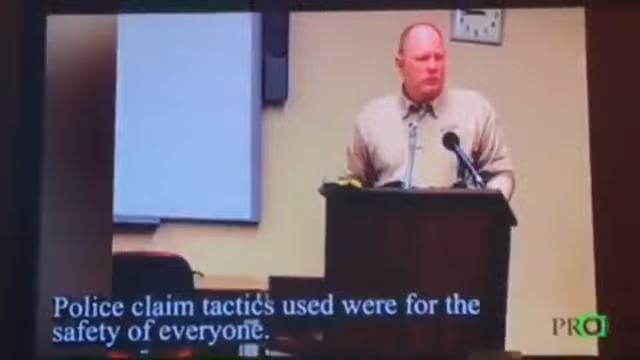 Police claim tactics used were for the
safety of everyone.
PRO